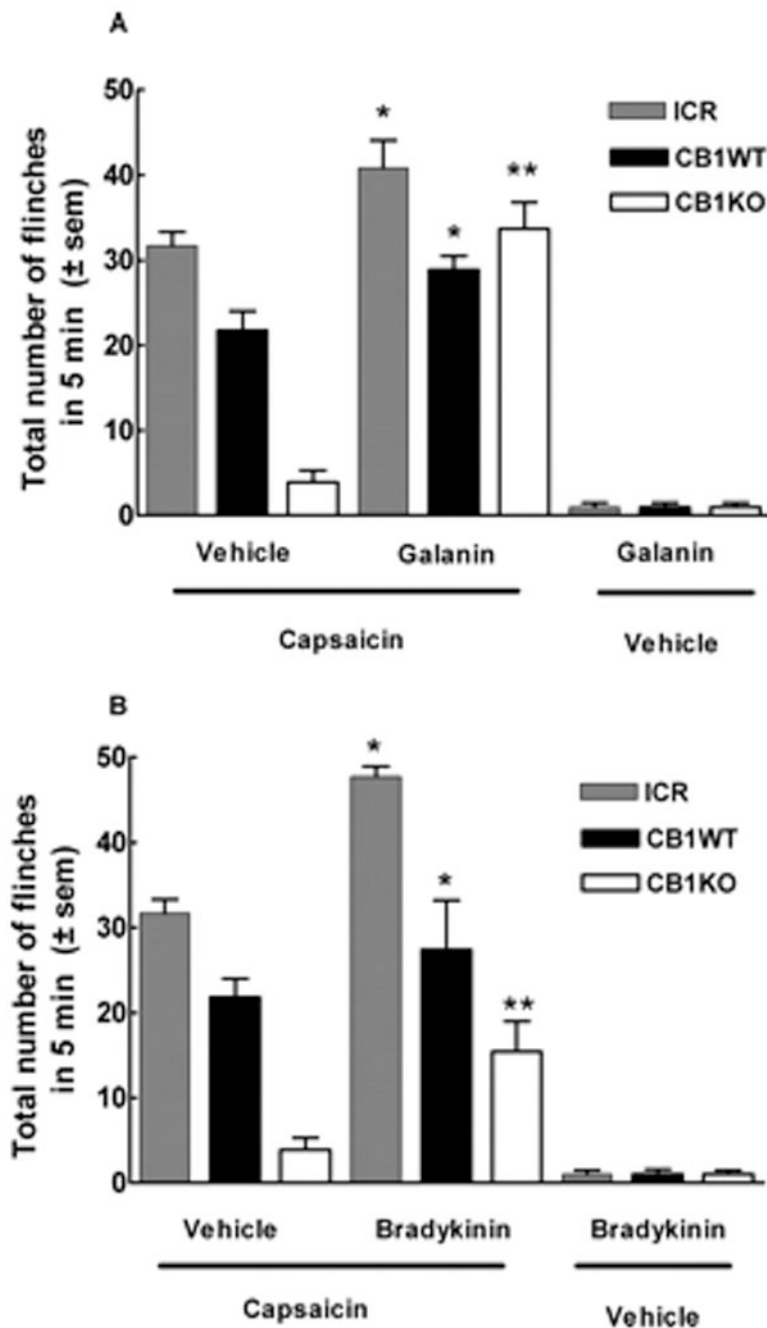 A
Total number of flinches
in 5 min (± sem)
50
40
30
20
10
0
*
*
**
ICR
CB1WT
CB1KO
Vehicle
Galanin
Galanin
Capsaicin
Vehicle
B
Total number of flinches
in 5 min (± sem)
50
40
30
20
10
0
*
*
**
ICR
CB1WT
CB1KO
Vehicle
Bradykinin
Bradykinin
Capsaicin
Vehicle